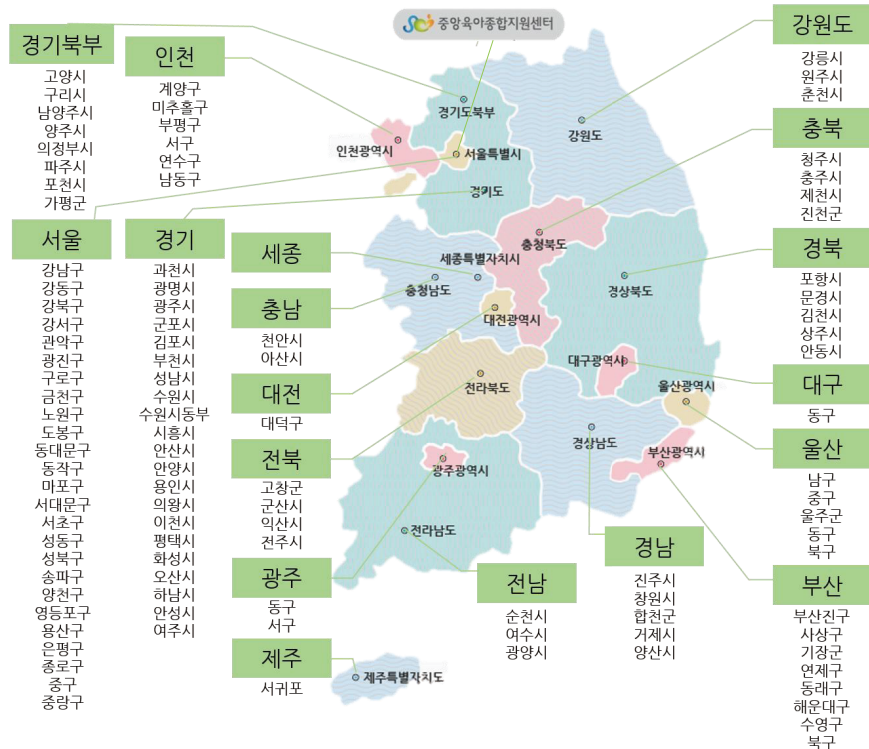 중앙육아종합지원센터
경기북부
고양시
구리시
남양주시
양주시
의정부시
파주시
포천시
가평군
인천
계양구
미추홀구
부평구
서구
연수구
남동구
강원도
강릉시
원주시
춘천시
충북
청주시
충주시
제천시
진천군
서울
강남구
강동구
강북구
강서구
관악구
광진구
구로구
금천구
노원구
도봉구
동대문구
동작구
마포구
서대문구
서초구
성동구
성북구
송파구
양천구
영등포구
용산구
은평구
종로구
중구
중랑구
경기
과천시
광명시
광주시
군포시
김포시
부천시
성남시
수원시
수원시동부
시흥시
안산시
안양시
용인시
의왕시
이천시
평택시
화성시
오산시
하남시
안성시
여주시
세종
충남
천안시
아산시
대전
대덕구
전북
고창군
군산시
익산시
전주시
광주
동구
서구
제주
서귀포
경기도북부
강원도
인천광역시
서울특별시
경기도
충청북도
세종특별자치시
충청남도
경상북도
대전광역시
대구광역시
전라북도
울산광역시
경상남도
부산광역시
광주광역시
전라남도
제주특별자치도
전남
순천시
여수시
광양시
경남
진주시
창원시
합천군
거제시
양산시
경북
포항시
문경시
김천시
상주시
안동시
대구
동구
울산
남구
중구
울주군
동구
북구
부산
부산진구
사상구
기장군
연제구
동래구
해운대구
수영구
북구